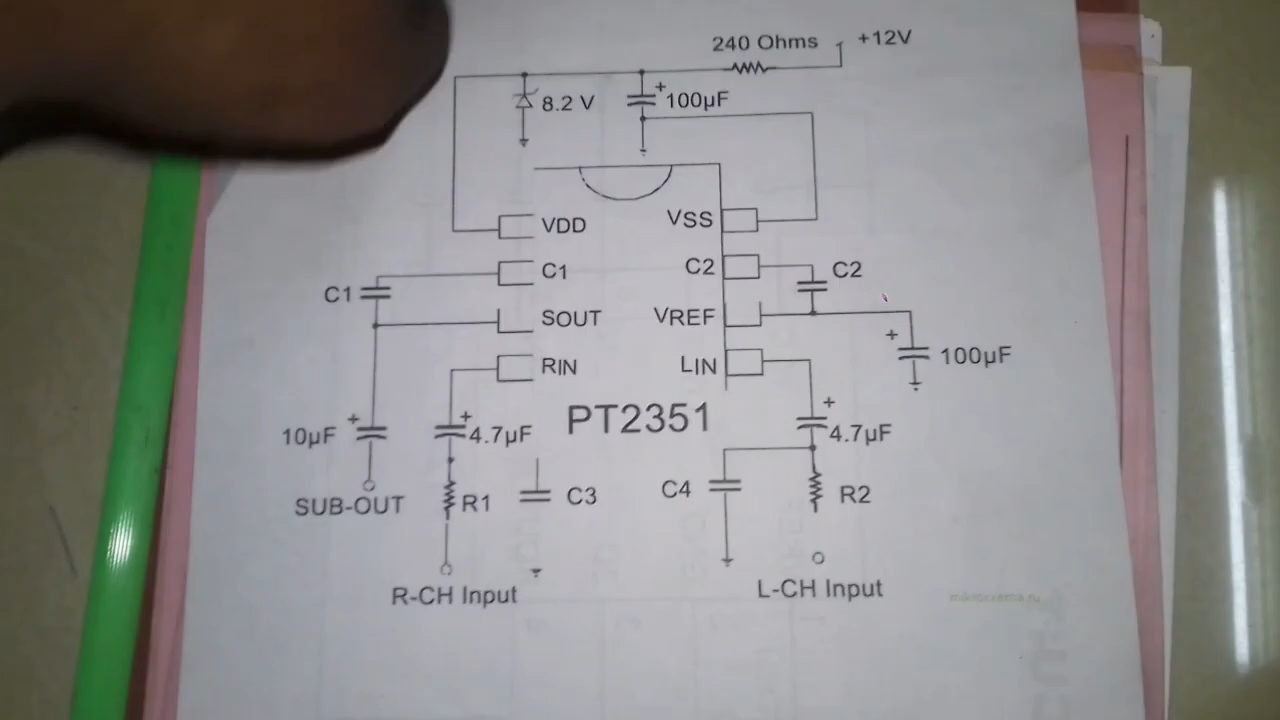 240 Ohms
+12V
8.2 V
+
100µF
VDD
VSS
C1
C1
C2
C2
SOUT
VREF
+
100µF
RIN
LIN
PT2351
10µF
+
+
4.7µF
+
4.7µF
SUB-OUT
R1
C3
C4
R2
R-CH Input
L-CH Input